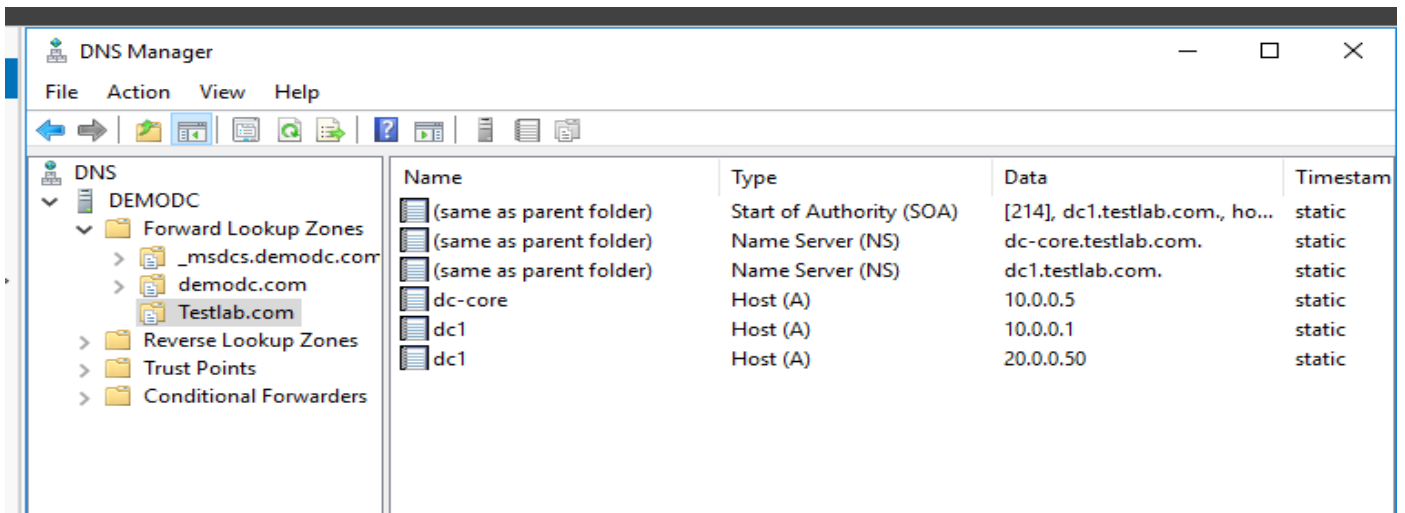 DNS Manager
File Action View Help
DNS
DEMODC
Forward Lookup Zones
_msdcs.demodc.com
demodc.com
Testlab.com
Reverse Lookup Zones
Trust Points
Conditional Forwarders
Name Type Data Timestam
(same as parent folder) Start of Authority (SOA) [214], dc1.testlab.com., ho... static
(same as parent folder) Name Server (NS) dc-core.testlab.com. static
(same as parent folder) Name Server (NS) dc1.testlab.com. static
dc-core Host (A) 10.0.0.5 static
dc1 Host (A) 10.0.0.1 static
dc1 Host (A) 20.0.0.50 static